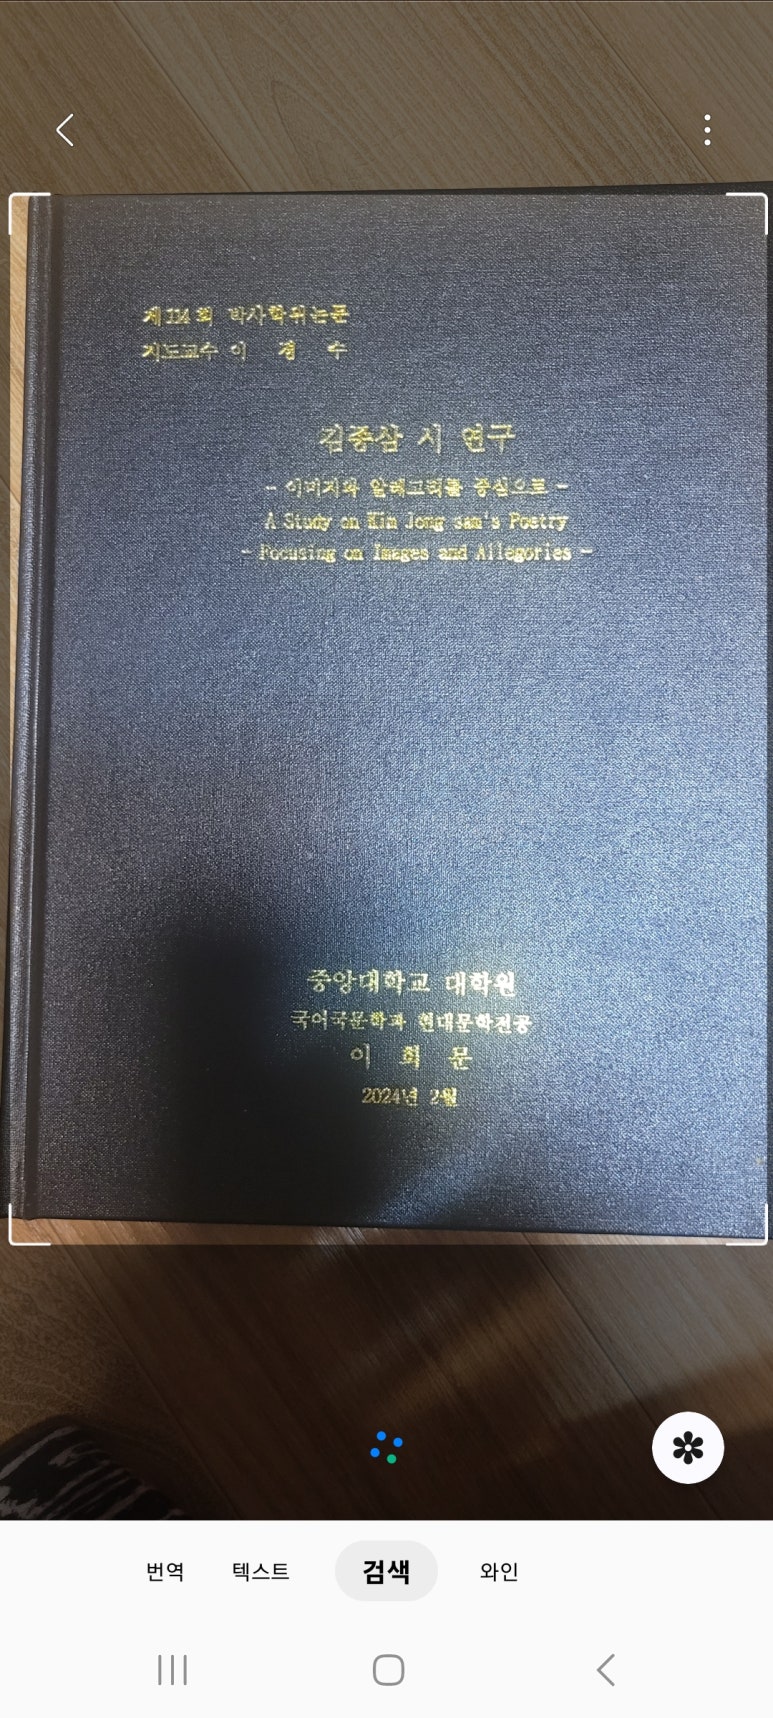 제114회 박사학위논문
지도교수 이 경 수
김종삼 시 연구
- 이미지와 알레고리를 중심으로 -
A Study on Kim Jong sam's Poetry
- Focusing on Images and Allegories -
중앙대학교 대학원
국어국문학과 현대문학전공
이 희 문
2024년 2월
번역 텍스트 검색 와인